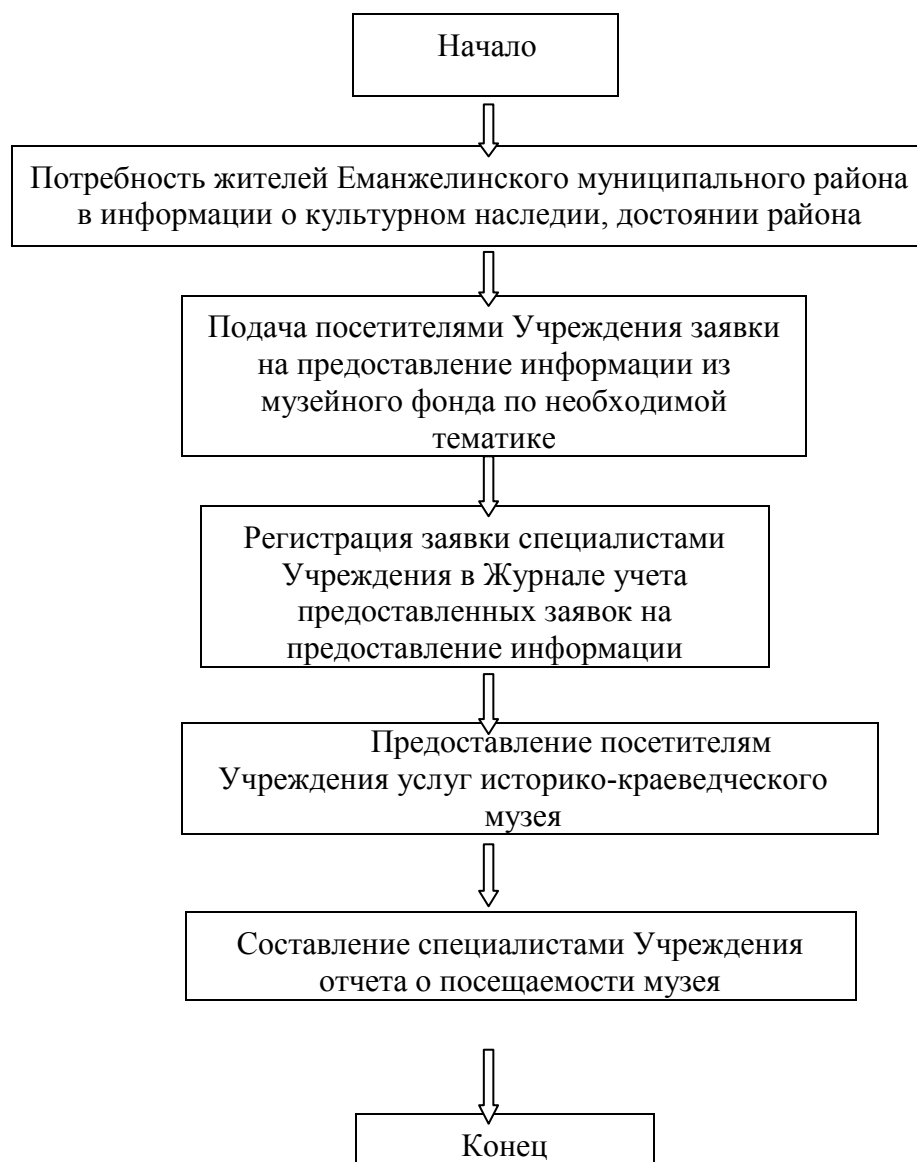 Начало
Потребность жителей Еманжелинского муниципального района
в информации о культурном наследии, достоянии района
Подача посетителями Учреждения заявки
на предоставление информации из
музейного фонда по необходимой
тематике
Регистрация заявки специалистами
Учреждения в Журнале учета
предоставленных заявок на
предоставление информации
Предоставление посетителям
Учреждения услуг историко-краеведческого
музея
Составление специалистами Учреждения
отчета о посещаемости музея
Конец